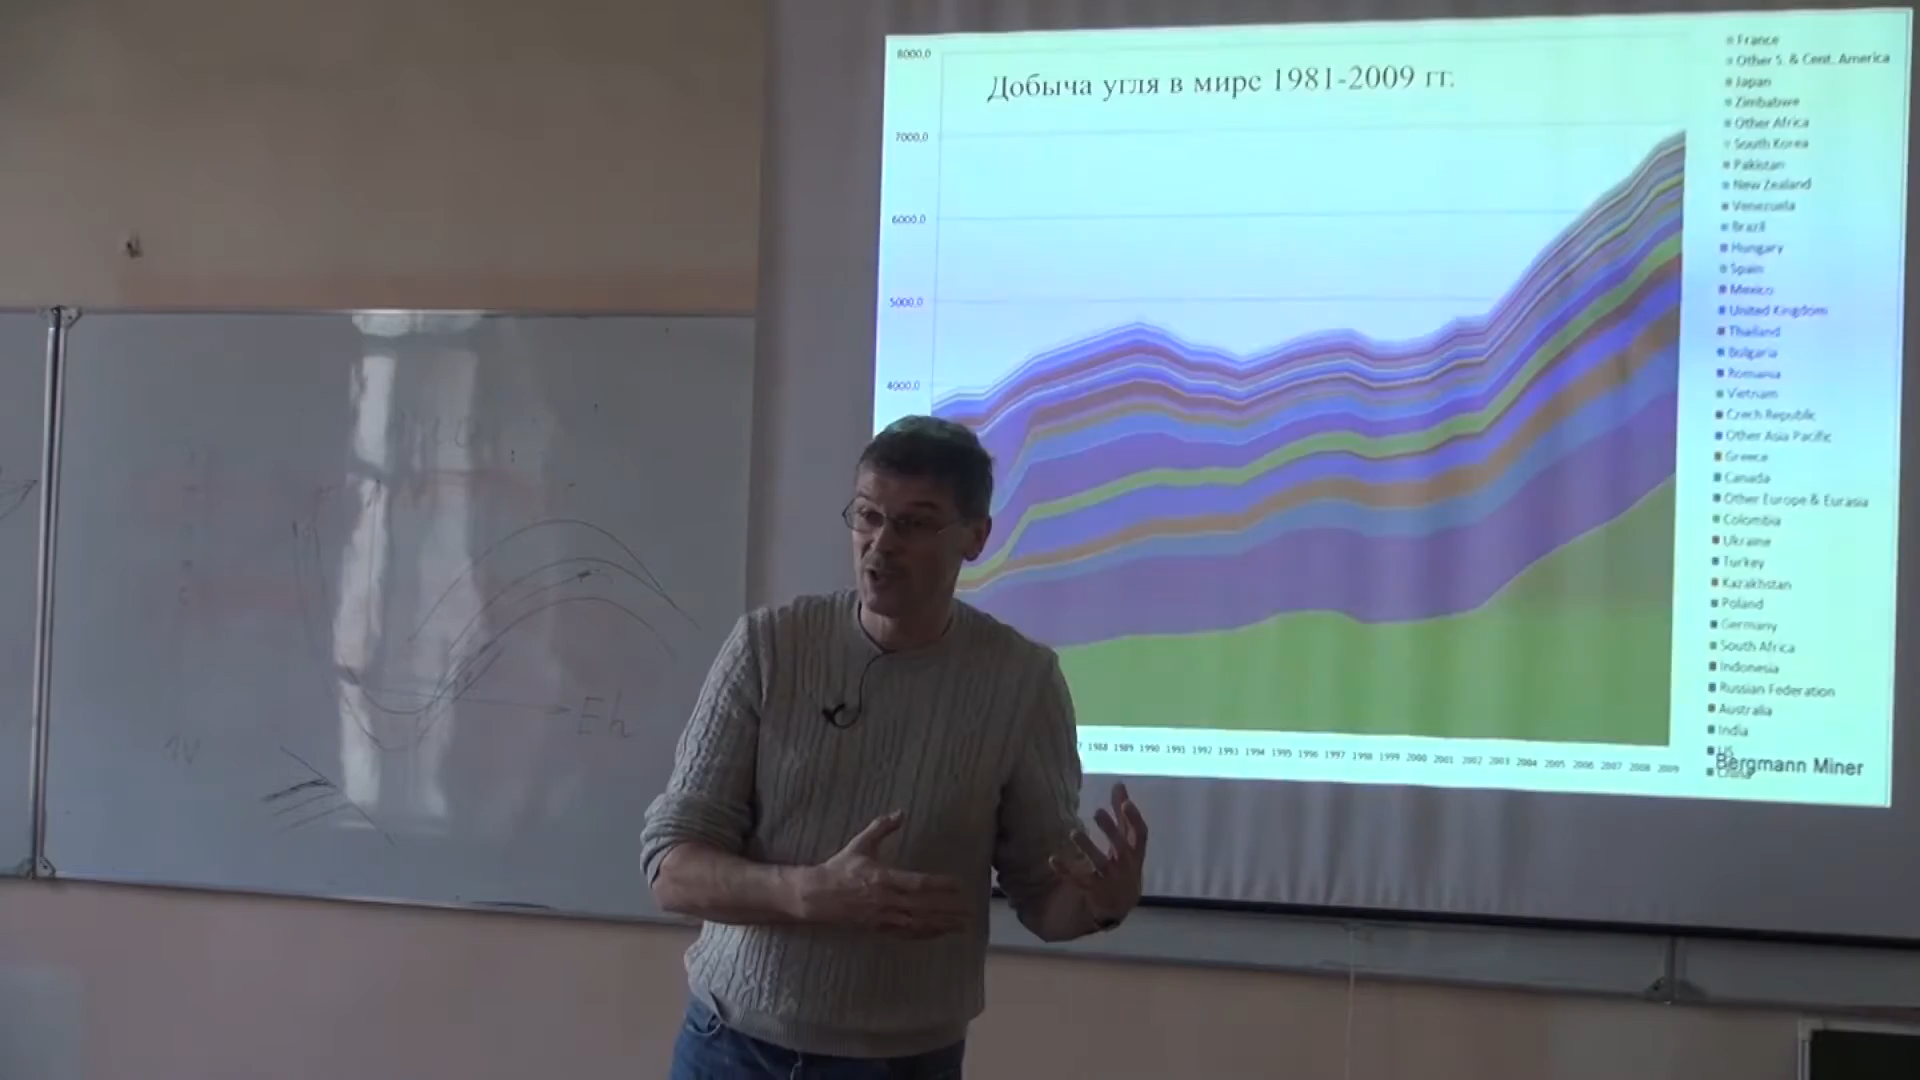 Eh
Добыча угля в мире 1981-2009 гг.
8000,0
7000,0
6000,0
5000,0
4000,0
1988 1989 1990 1991 1992 1993 1994 1995 1996 1997 1998 1999 2000 2001 2002 2003 2004 2005 2006 2007 2008 2009
France
Other S. & Cent. America
Japan
Zimbabwe
Other Africa
South Korea
Pakistan
New Zealand
Venezuela
Brazil
Hungary
Spain
Mexico
United Kingdom
Thailand
Bulgaria
Romania
Vietnam
Czech Republic
Other Asia Pacific
Greece
Canada
Other Europe & Eurasia
Colombia
Ukraine
Turkey
Kazakhstan
Poland
Germany
South Africa
Indonesia
Russian Federation
Australia
India
US
China
Bergmann Miner